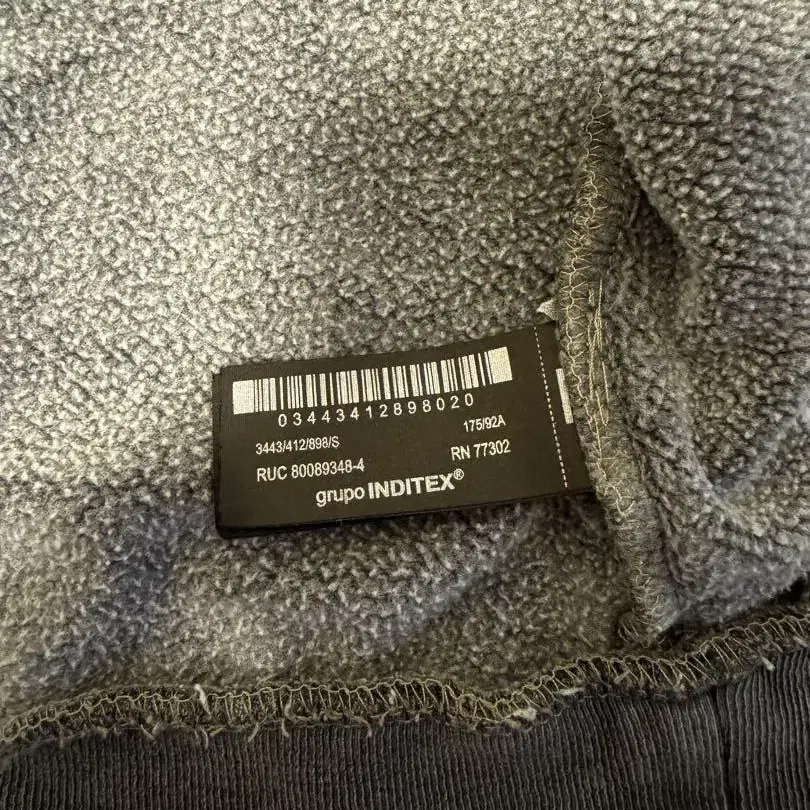 03443412898020
3443/412/898/S 175/92A
RUC 80089348-4 RN 77302
grupo INDITEX®